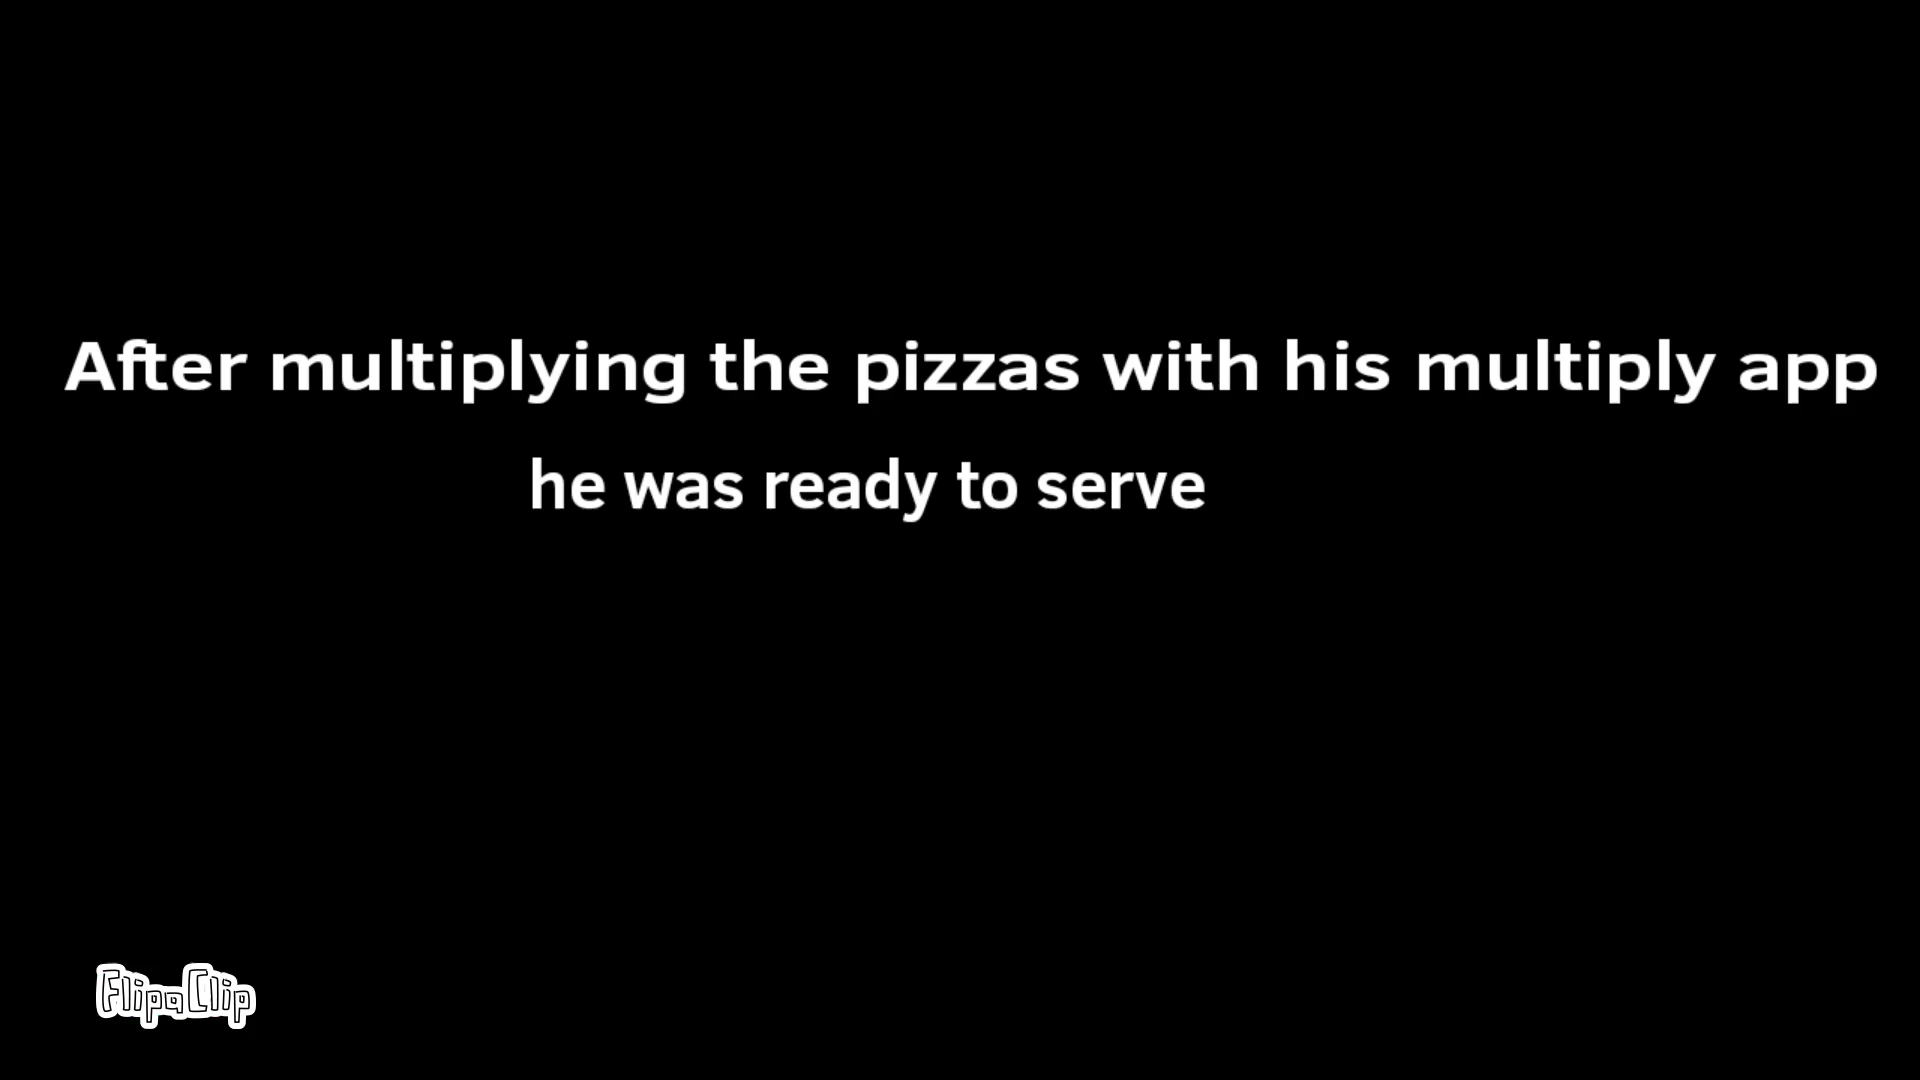 After multiplying the pizzas with his multiply app
he was ready to serve
FlipaClip